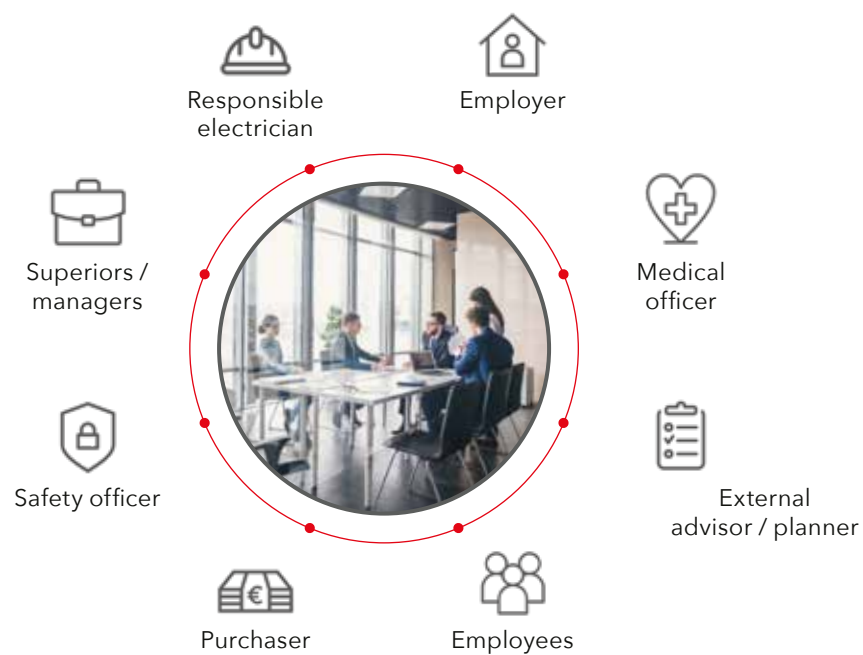 Responsible
electrician
Employer
Superiors /
managers
Medical
officer
Safety officer
External
advisor / planner
€
Purchaser
Employees